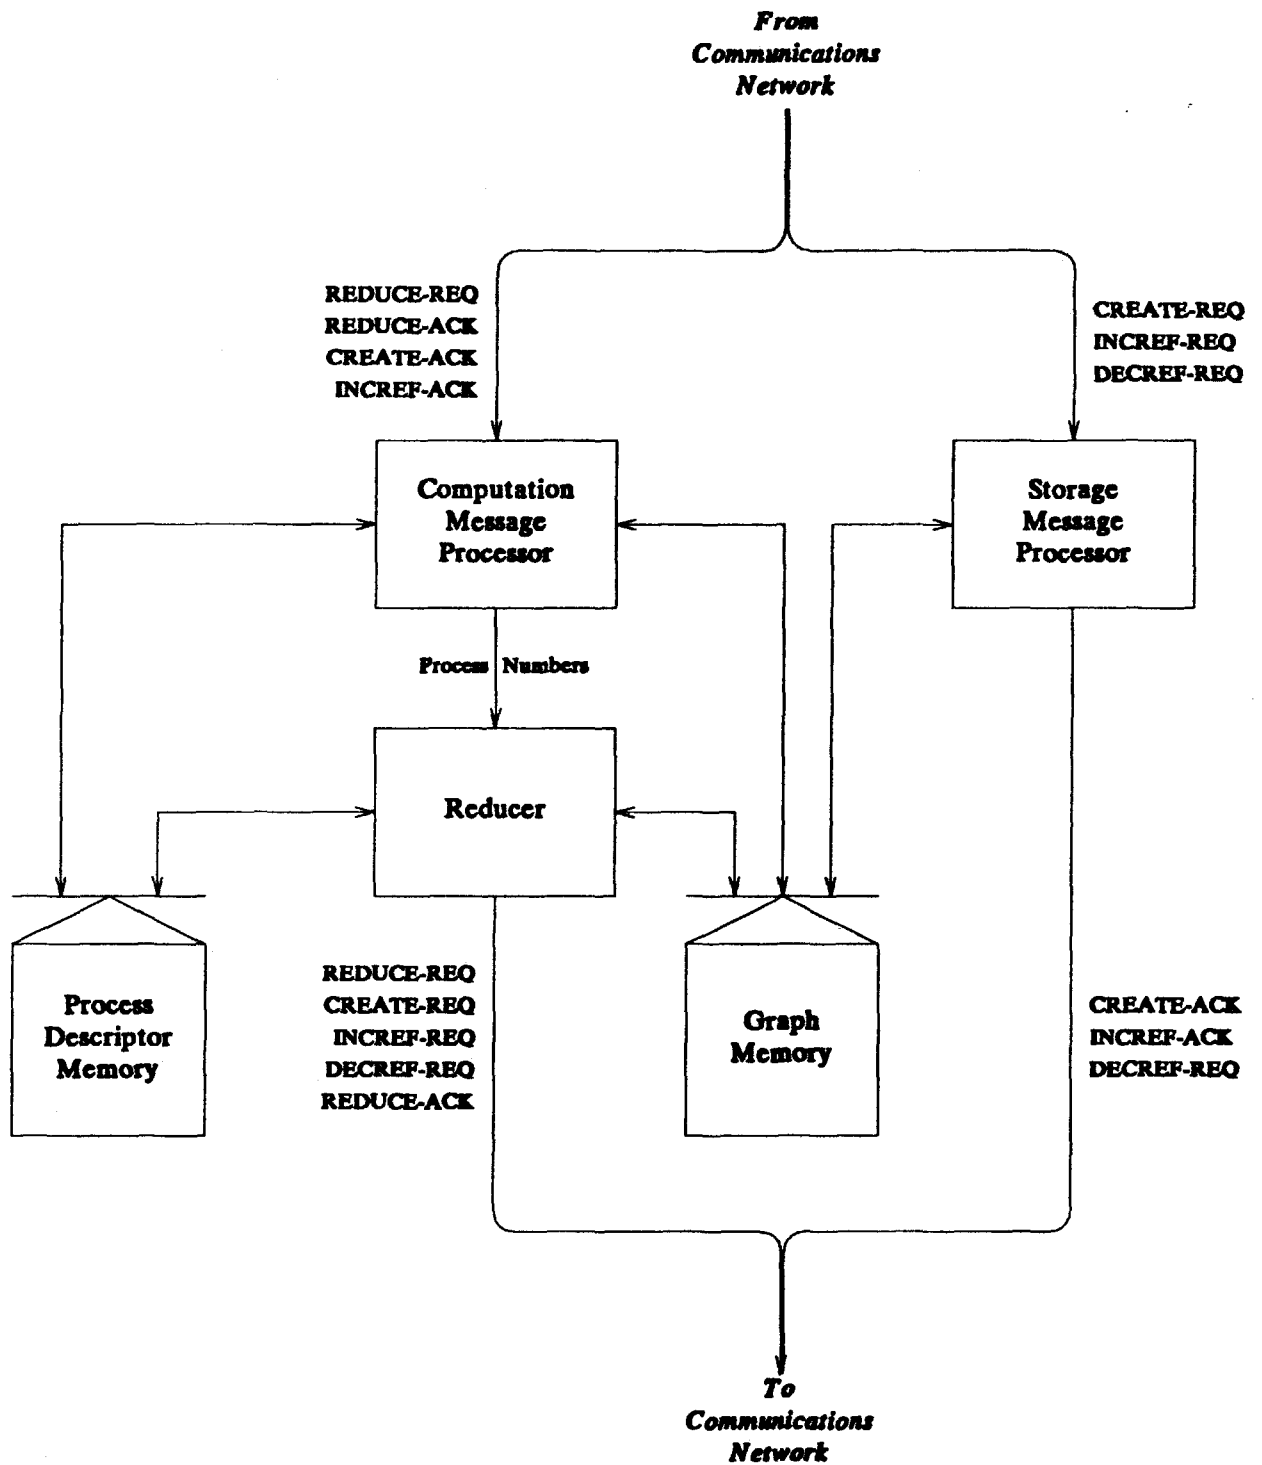 From
Communications
Network
REDUCE-REQ
REDUCE-ACK
CREATE-ACK
INCREF-ACK
CREATE-REQ
INCREF-REQ
DECREF-REQ
Computation
Message
Processor
Storage
Message
Processor
Process Numbers
Reducer
Process
Descriptor
Memory
REDUCE-REQ
CREATE-REQ
INCREF-REQ
DECREF-REQ
REDUCE-ACK
Graph
Memory
CREATE-ACK
INCREF-ACK
DECREF-REQ
To
Communications
Network